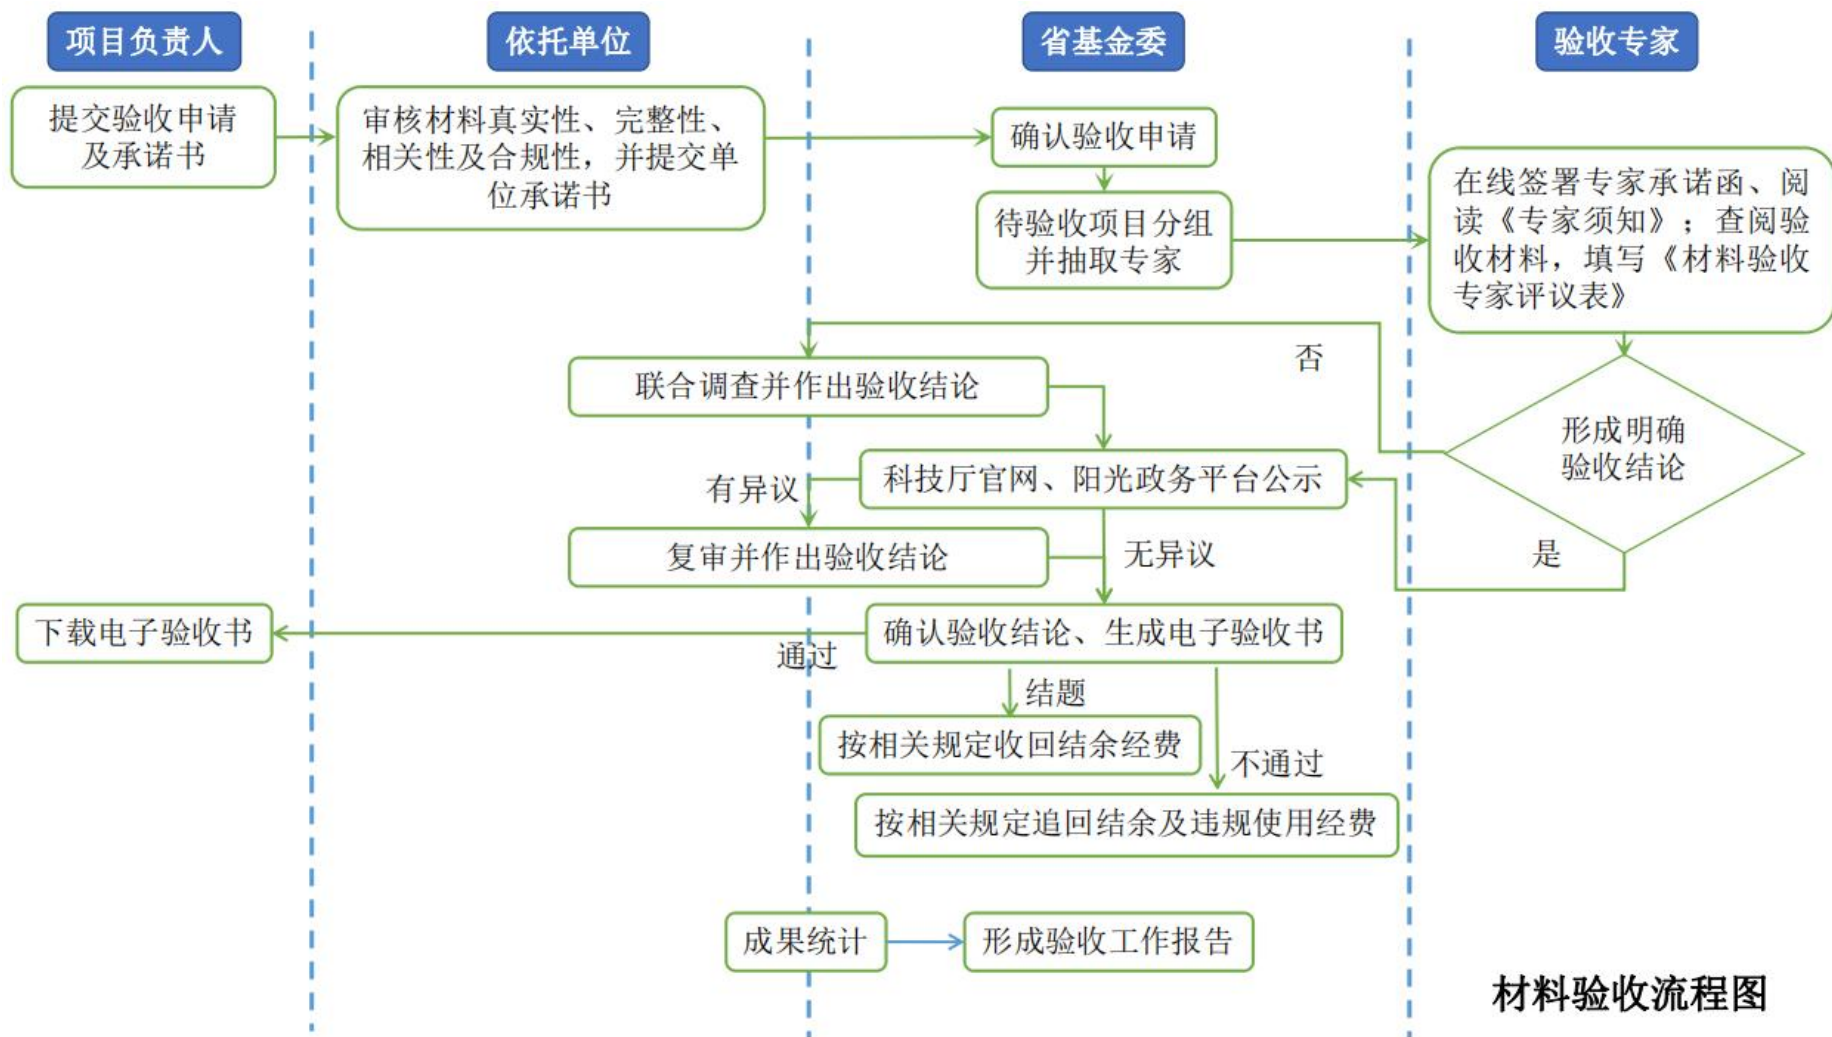 项目负责人
依托单位
省基金委
验收专家
提交验收申请
及承诺书
审核材料真实性、完整性、
相关性及合规性，并提交单
位承诺书
确认验收申请
待验收项目分组
并抽取专家
在线签署专家承诺函、阅
读《专家须知》；查阅验
收材料，填写《材料验收
专家评议表》
否
联合调查并作出验收结论
形成明确
验收结论
有异议
科技厅官网、阳光政务平台公示
复审并作出验收结论
无异议
是
下载电子验收书
通过
确认验收结论、生成电子验收书
结题
按相关规定收回结余经费
不通过
按相关规定追回结余及违规使用经费
成果统计
形成验收工作报告
材料验收流程图